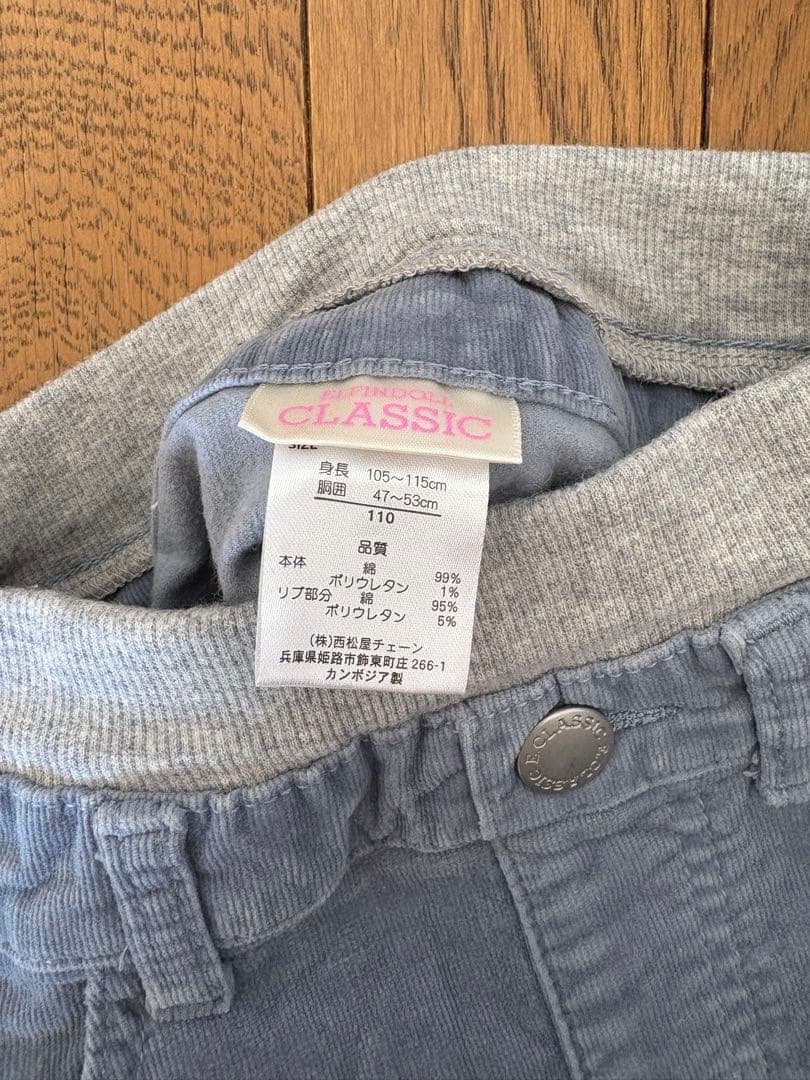 ELFINDOLL
CLASSIC
SIZE
身長 105～115cm
胴囲 47～53cm
110
品質
本体 綿 99%
ポリウレタン 1%
リブ部分 綿 95%
ポリウレタン 5%
(株)西松屋チェーン
兵庫県姫路市飾東町庄266-1
カンボジア製
E CLASSIC